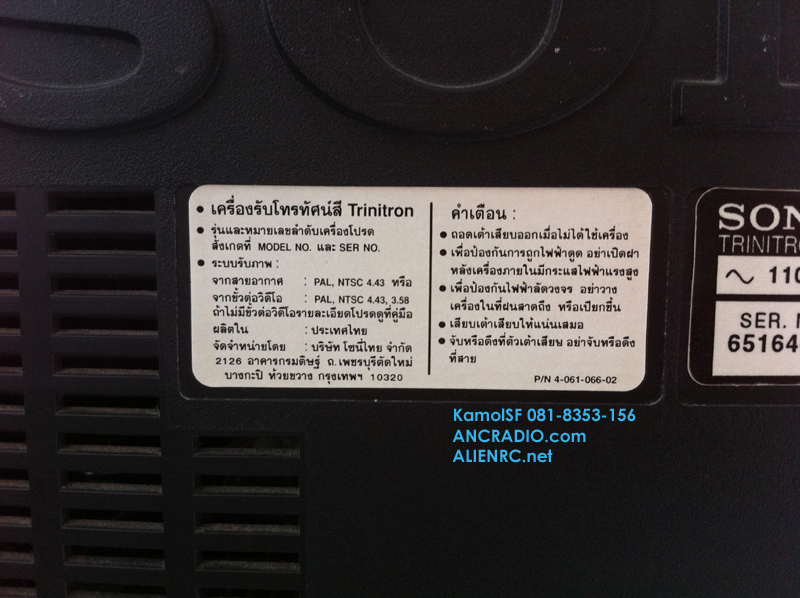 SON
• เครื่องรับโทรทัศน์สี Trinitron
• รุ่นและหมายเลขลำดับเครื่องโปรด
สังเกตที่ MODEL NO. และ SER NO.
• ระบบรับภาพ :
จากสายอากาศ : PAL, NTSC 4.43 หรือ
จากขั้วต่อวิดีโอ : PAL, NTSC 4.43, 3.58
ถ้าไม่มีขั้วต่อวิดีโอรายละเอียดโปรดดูที่คู่มือ
ผลิตใน : ประเทศไทย
จัดจำหน่ายโดย : บริษัท โซนี่ไทย จำกัด
2126 อาคารกรมดิษฐ์ ถ.เพชรบุรีตัดใหม่
บางกะปิ ห้วยขวาง กรุงเทพฯ 10320
คำเตือน :
• ถอดเต้าเสียบออกเมื่อไม่ได้ใช้เครื่อง
• เพื่อป้องกันการถูกไฟฟ้าดูด อย่าเปิดฝา
หลังเครื่องภายในมีกระแสไฟฟ้าแรงสูง
• เพื่อป้องกันไฟฟ้าลัดวงจร อย่าวาง
เครื่องในที่ฝนสาดถึง หรือเปียกชื้น
• เสียบเต้าเสียบให้แน่นเสมอ
• จับหรือดึงที่ตัวเต้าเสียบ อย่าจับหรือดึง
ที่สาย
P/N 4-061-066-02
SON
TRINITRO
∼ 110
SER. N
65164
KamolSF 081-8353-156
ANCRADIO.com
ALIENRC.net